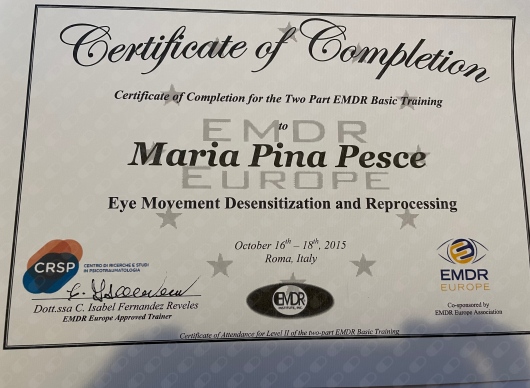 Certificate of Completion
Certificate of Completion for the Two Part EMDR Basic Training
EMDR
to
Maria Pina Pesce
EUROPE
Eye Movement Desensitization and Reprocessing
October 16th – 18th, 2015
Roma, Italy
CRSP
CENTRO DI RICERCHE E STUDI
IN PSICOTRAUMATOLOGIA
Dott.ssa C. Isabel Fernandez Reveles
EMDR Europe Approved Trainer
EMDR
INSTITUTE, INC
EMDR
EUROPE
Co-sponsored by
EMDR Europe Association
Certificate of Attendance for Level II of the two-part EMDR Basic Training